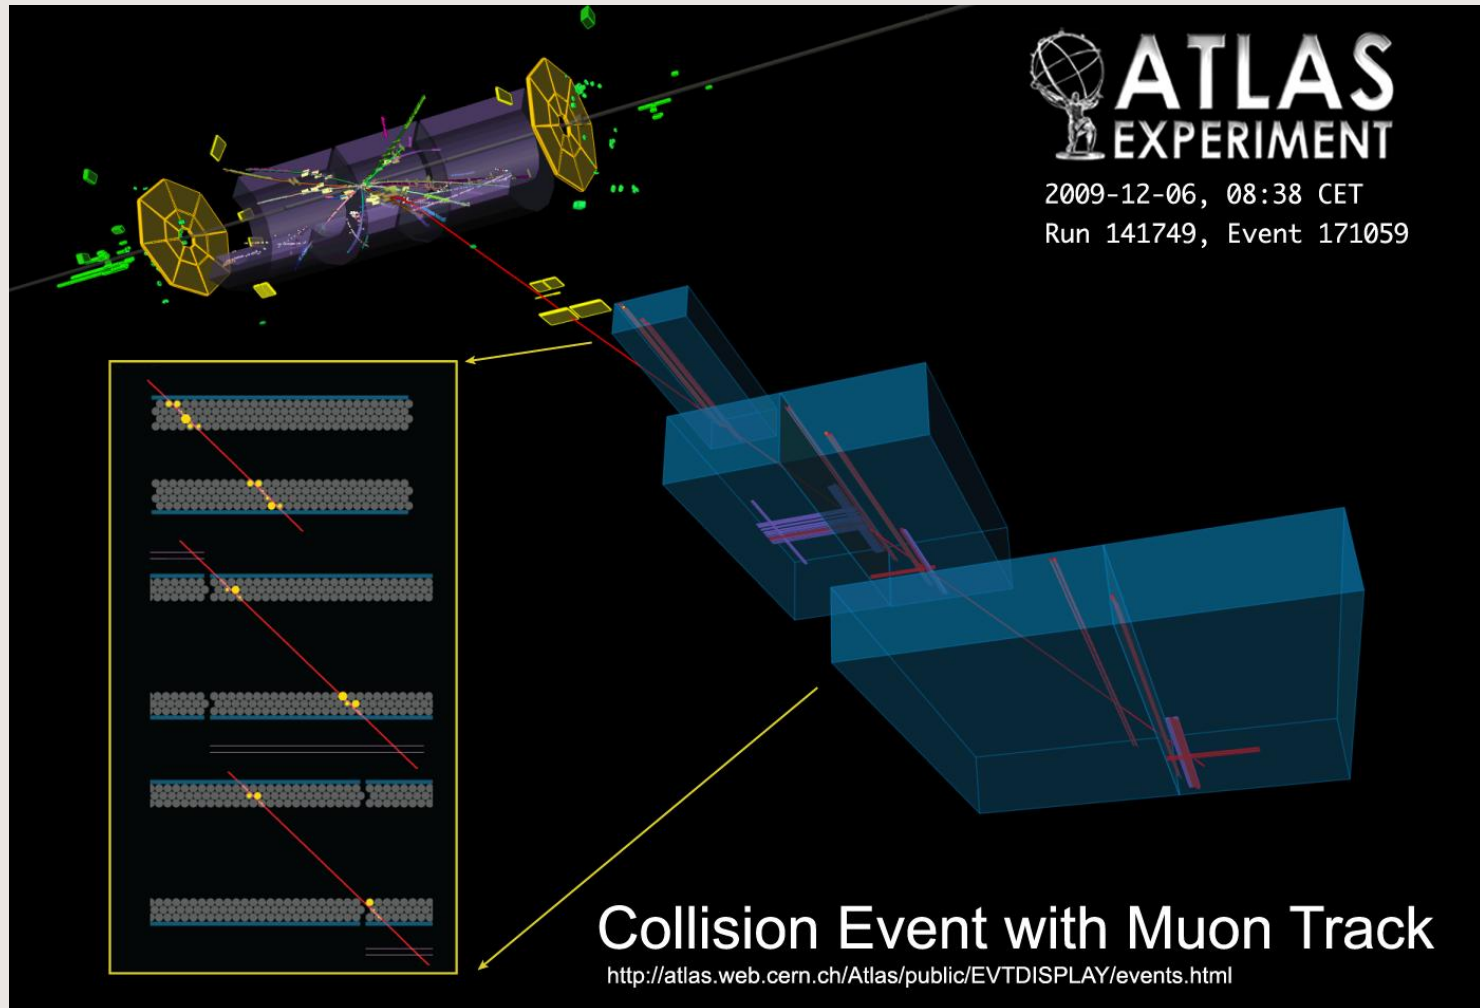 ATLAS
EXPERIMENT
2009-12-06, 08:38 CET
Run 141749, Event 171059
Collision Event with Muon Track
http://atlas.web.cern.ch/Atlas/public/EVTDISPLAY/events.html